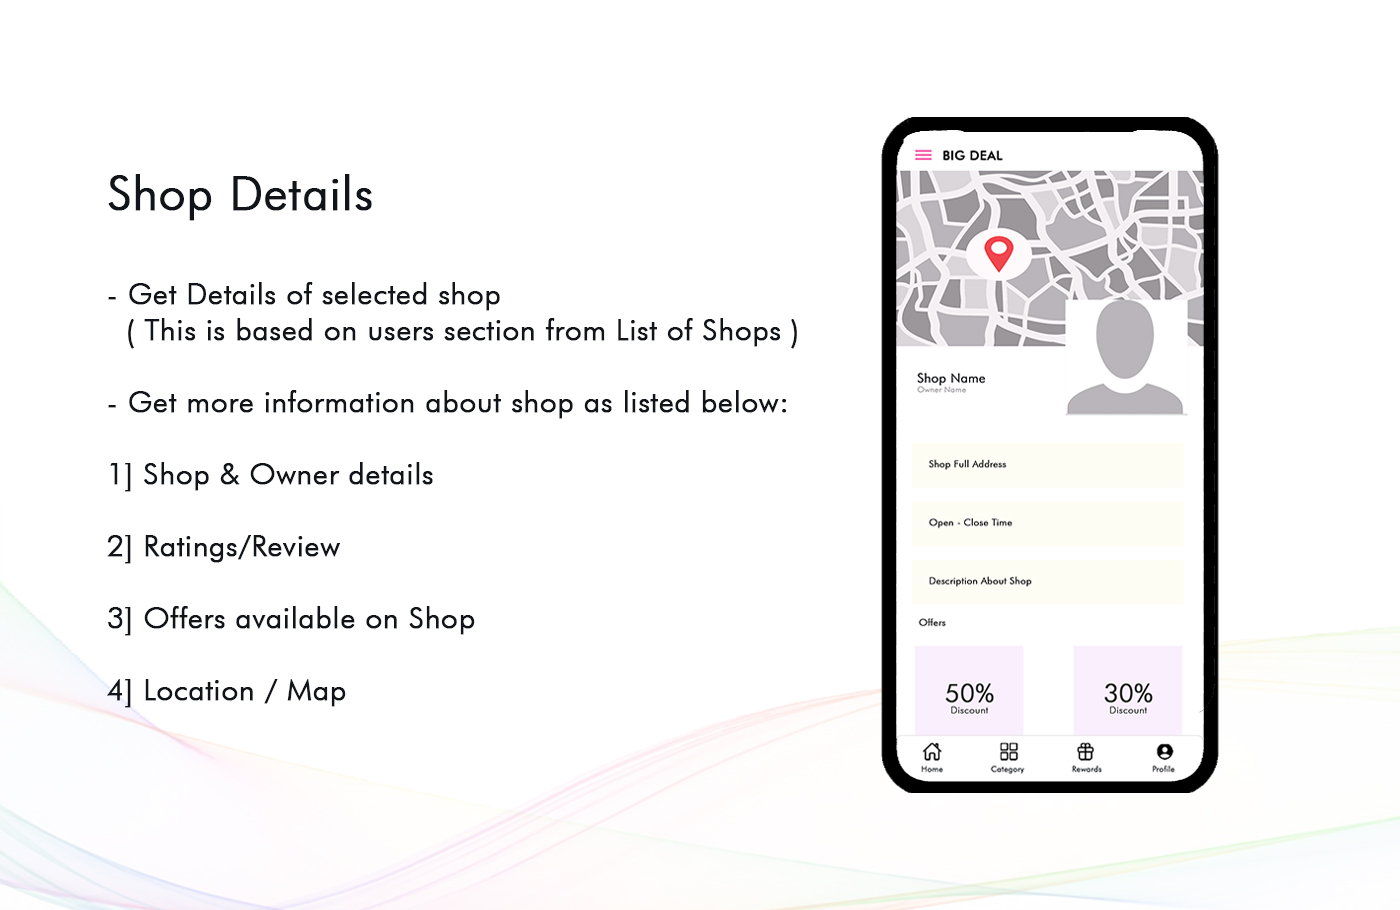 Shop Details
- Get Details of selected shop
( This is based on users section from List of Shops )
- Get more information about shop as listed below:
1] Shop & Owner details
2] Ratings/Review
3] Offers available on Shop
4] Location / Map
BIG DEAL
Shop Name
Owner Name
Shop Full Address
Open - Close Time
Description About Shop
Offers
50%
Discount
30%
Discount
Home
Category
Rewards
Profile